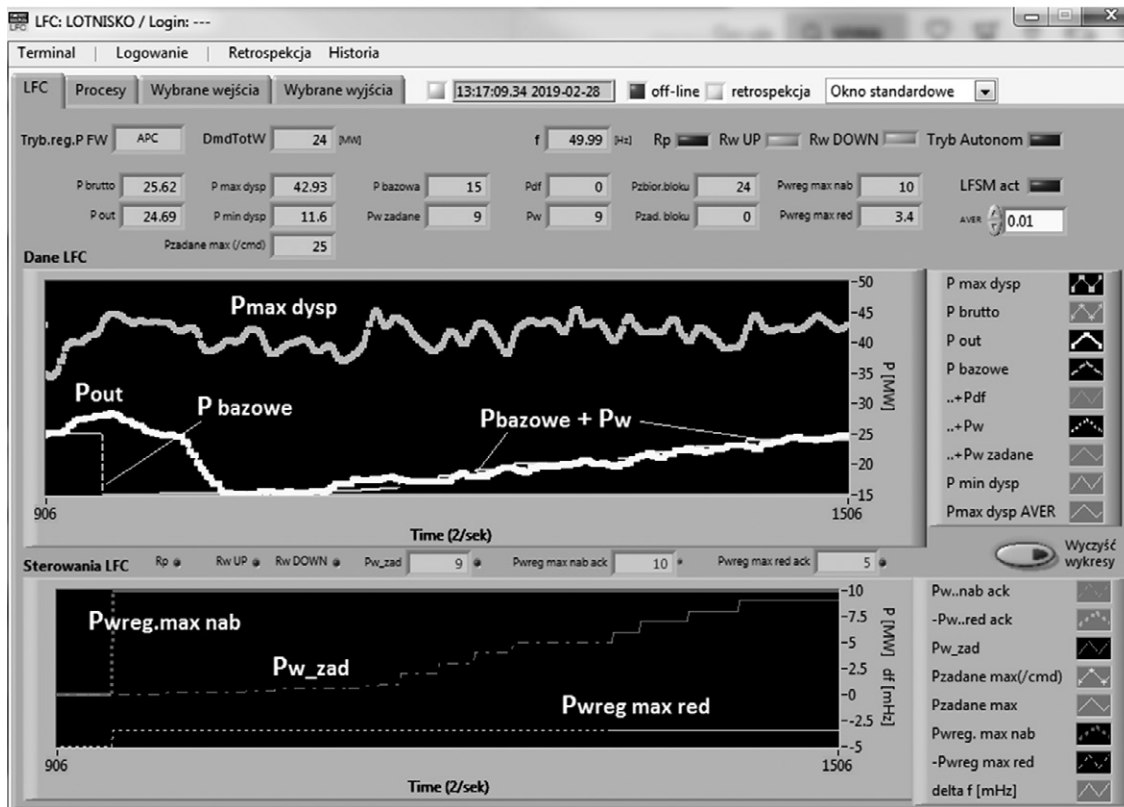 LFC: LOTNISKO / Login: ---
Terminal | Logowanie | Retrospekcja Historia
LFC Procesy Wybrane wejścia Wybrane wyjścia 13:17:09.34 2019-02-28 off-line retrospekcja Okno standardowe
Tryb.reg.P FW APC DmdTotW 24 [MW] f 49.99 [Hz] Rp Rw UP Rw DOWN Tryb Autonom
P brutto 25.62 P max dysp 42.93 P bazowa 15 Pdf 0 Pzbior.bloku 24 Pwreg max nab 10 LFSM act
P out 24.69 P min dysp 11.6 Pw zadane 9 Pw 9 Pzad. bloku 0 Pwreg max red 3.4 AVER 0.01
Pzadane max (/cmd) 25
Dane LFC
Pmax dysp
Pout
P bazowe
Pbazowe + Pw
50
45
40
35
30
25
20
15
P [MW]
906 1506
Time (2/sek)
P max dysp
P brutto
P out
P bazowe
..+Pdf
..+Pw
..+Pw zadane
P min dysp
Pmax dysp AVER
Wyczyść
wykresy
Sterowania LFC Rp Rw UP Rw DOWN Pw_zad 9 Pwreg max nab ack 10 Pwreg max red ack 5
Pwreg.max nab
Pw_zad
Pwreg max red
10
7.5
5
2.5
0
-2.5
-5
P [MW] df [mHz]
906 1506
Time (2/sek)
Pw..nab ack
-Pw..red ack
Pw_zad
Pzadane max(/cmd)
Pzadane max
Pwreg. max nab
-Pwreg max red
delta f [mHz]